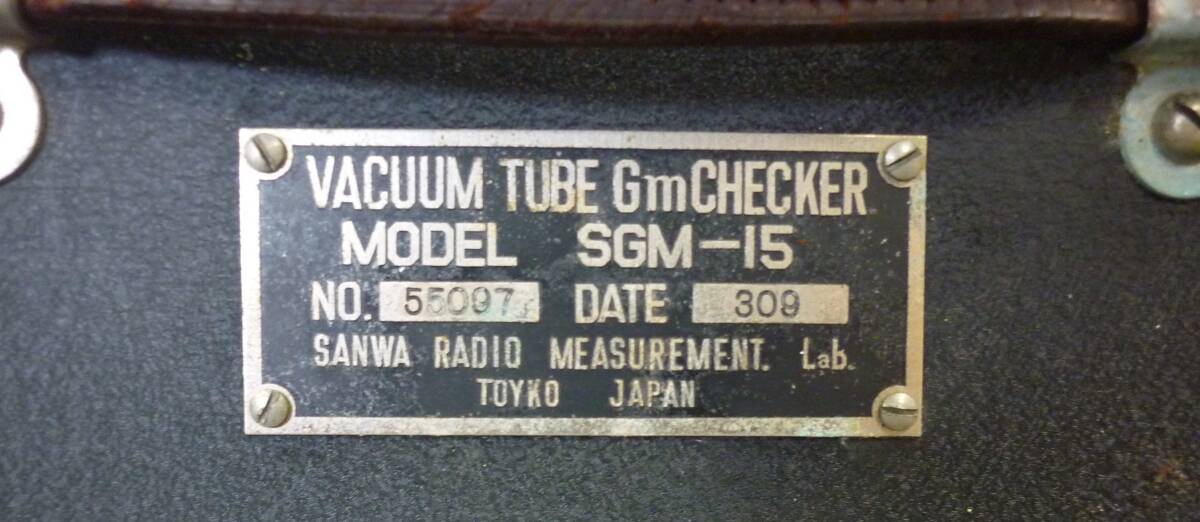 VACUUM TUBE GmCHECKER
MODEL SGM-15
NO. 55097 DATE 309
SANWA RADIO MEASUREMENT. Lab.
TOYKO JAPAN